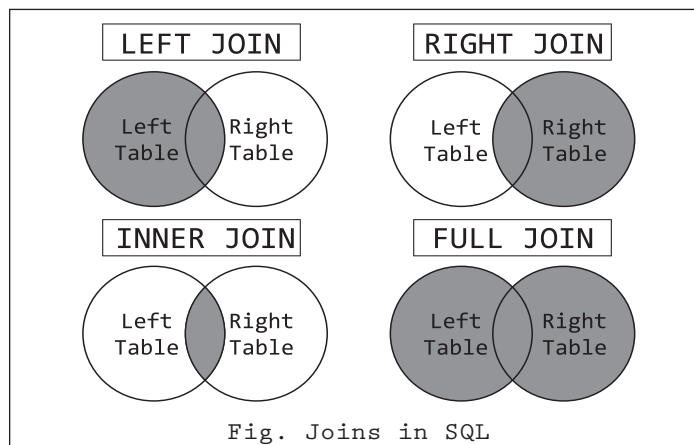 LEFT JOIN
Left
Table
Right
Table
RIGHT JOIN
Left
Table
Right
Table
INNER JOIN
Left
Table
Right
Table
FULL JOIN
Left
Table
Right
Table
Fig. Joins in SQL